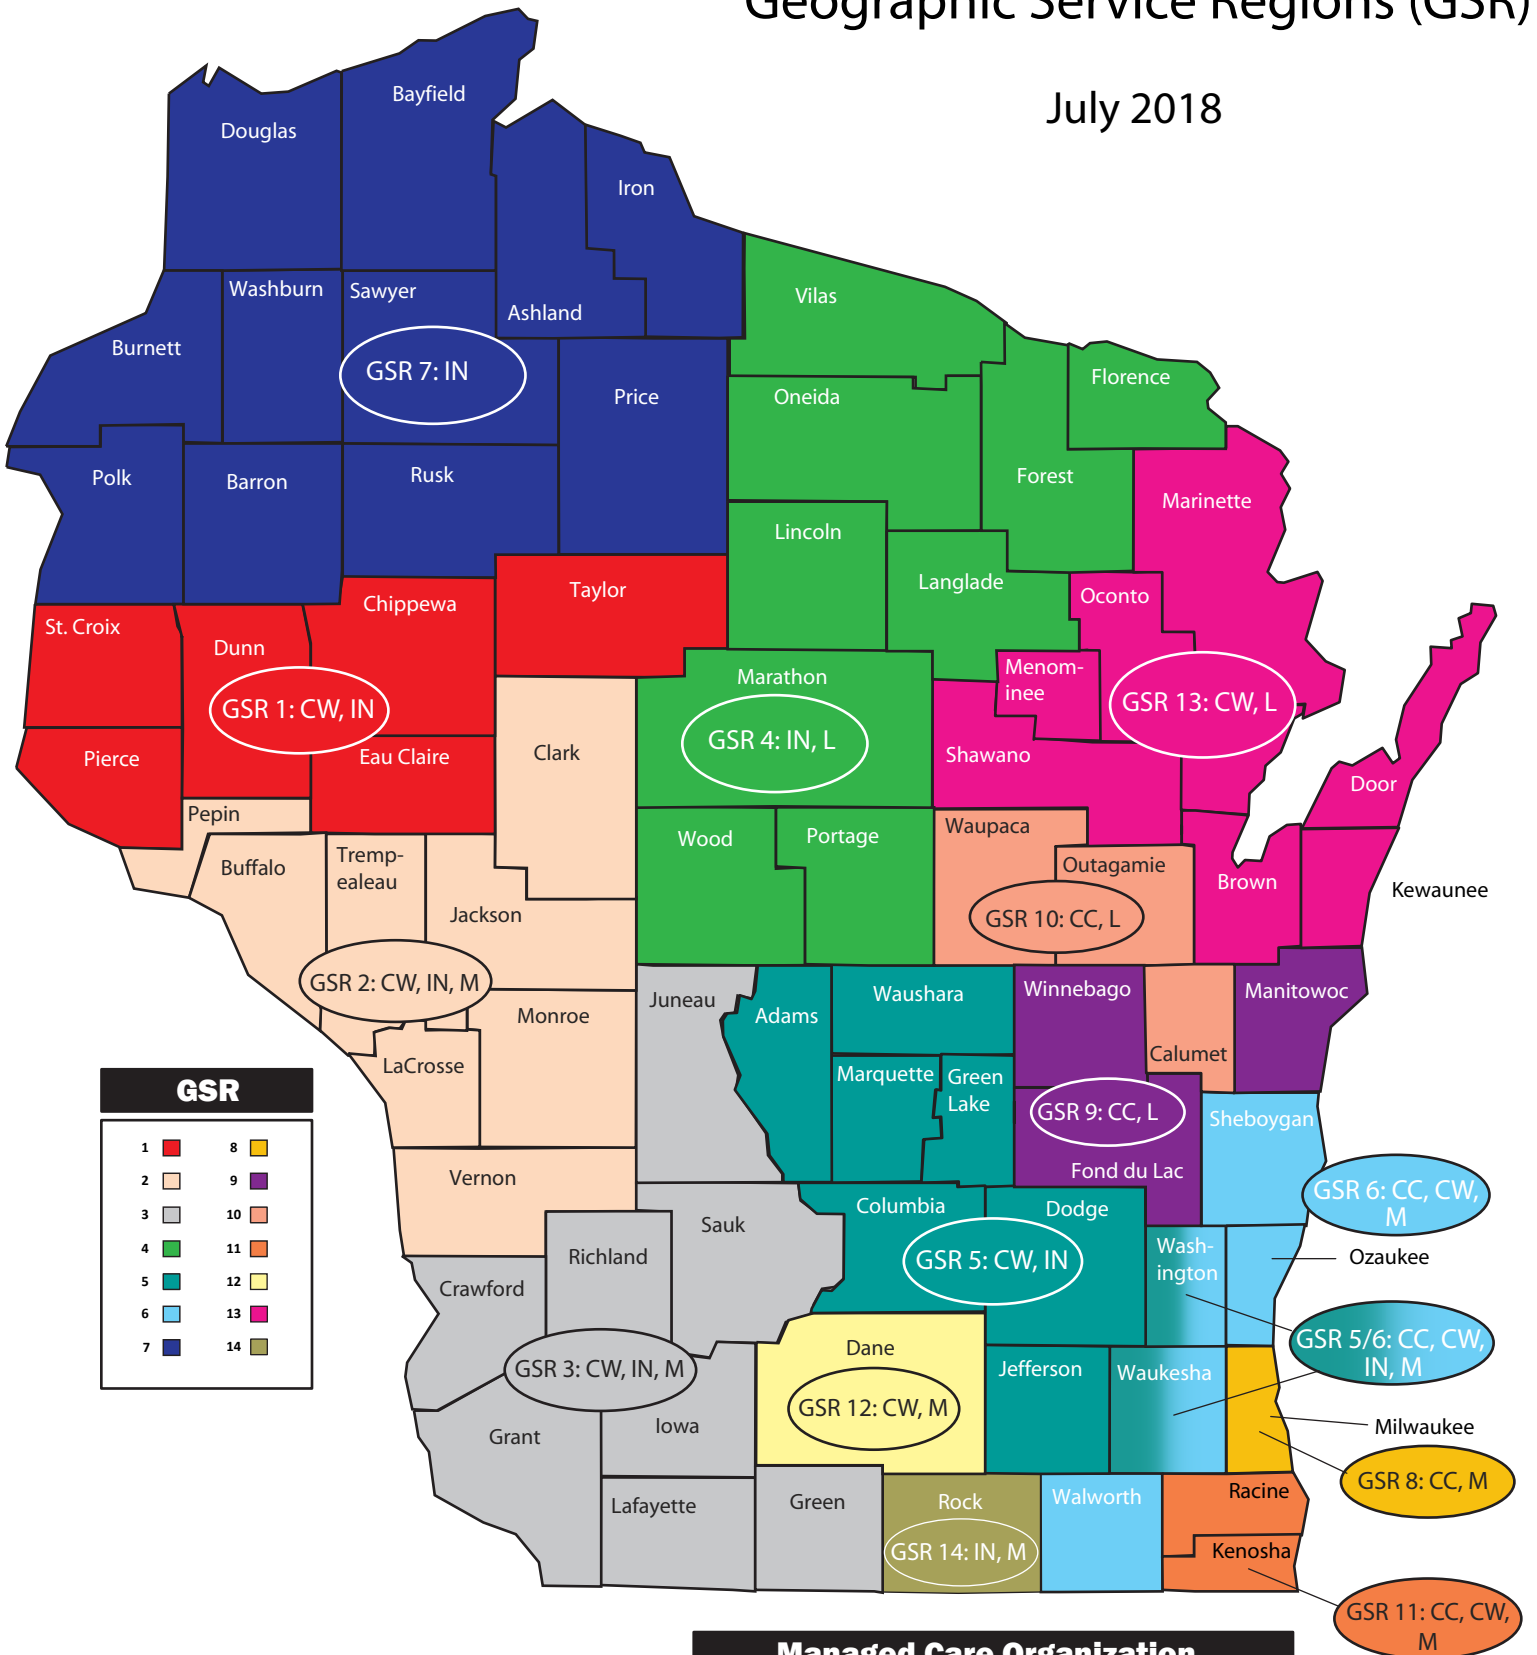 Geographic Service Regions (GSR)
July 2018
Bayfield
Douglas
Iron
Washburn
Sawyer
Ashland
Vilas
Burnett
GSR 7: IN
Price
Oneida
Florence
Polk
Barron
Rusk
Forest
Marinette
Lincoln
Langlade
Oconto
Taylor
Chippewa
St. Croix
Dunn
Marathon
Menom-
inee
GSR 1: CW, IN
GSR 4: IN, L
GSR 13: CW, L
Pierce
Eau Claire
Clark
Shawano
Door
Pepin
Wood
Portage
Waupaca
Buffalo
Tremp-
ealeau
Outagamie
Brown
Kewaunee
Jackson
GSR 10: CC, L
GSR 2: CW, IN, M
Juneau
Adams
Waushara
Winnebago
Manitowoc
Monroe
Calumet
LaCrosse
Marquette
Green
Lake
GSR 9: CC, L
Sheboygan
GSR
1
2
3
4
5
6
7
8
9
10
11
12
13
14
Vernon
Fond du Lac
GSR 6: CC, CW,
M
Columbia
Dodge
Sauk
Richland
GSR 5: CW, IN
Wash-
ington
Ozaukee
Crawford
GSR 5/6: CC, CW,
IN, M
Dane
GSR 3: CW, IN, M
Jefferson
Waukesha
GSR 12: CW, M
Grant
Iowa
Milwaukee
GSR 8: CC, M
Lafayette
Green
Rock
Walworth
Racine
GSR 14: IN, M
Kenosha
GSR 11: CC, CW,
M
Managed Care Organization